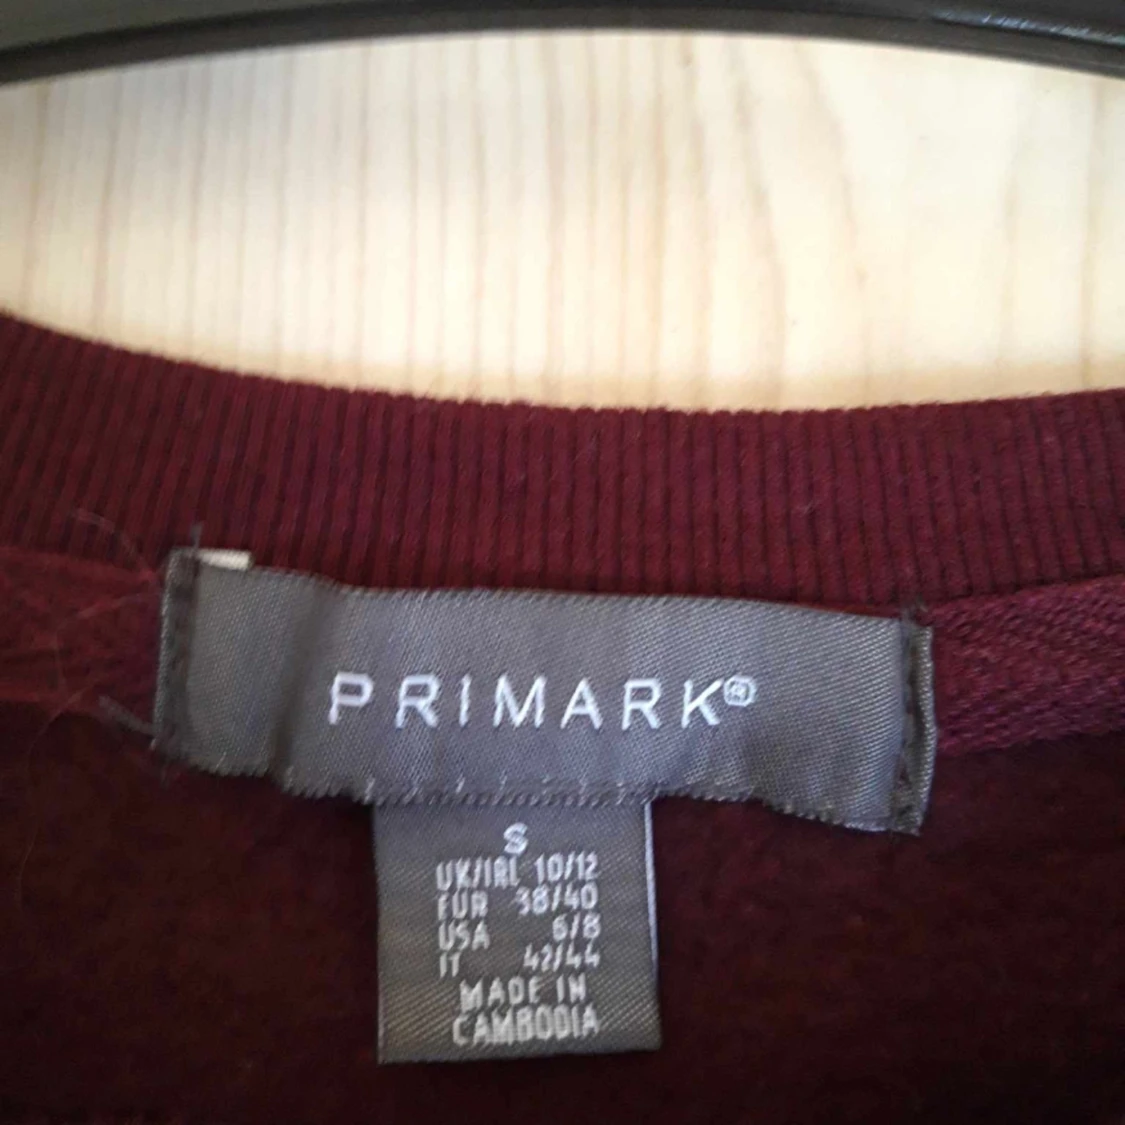 PRIMARK®
S
UK/IRL 10/12
EUR 38/40
USA 6/8
IT 42/44
MADE IN
CAMBODIA